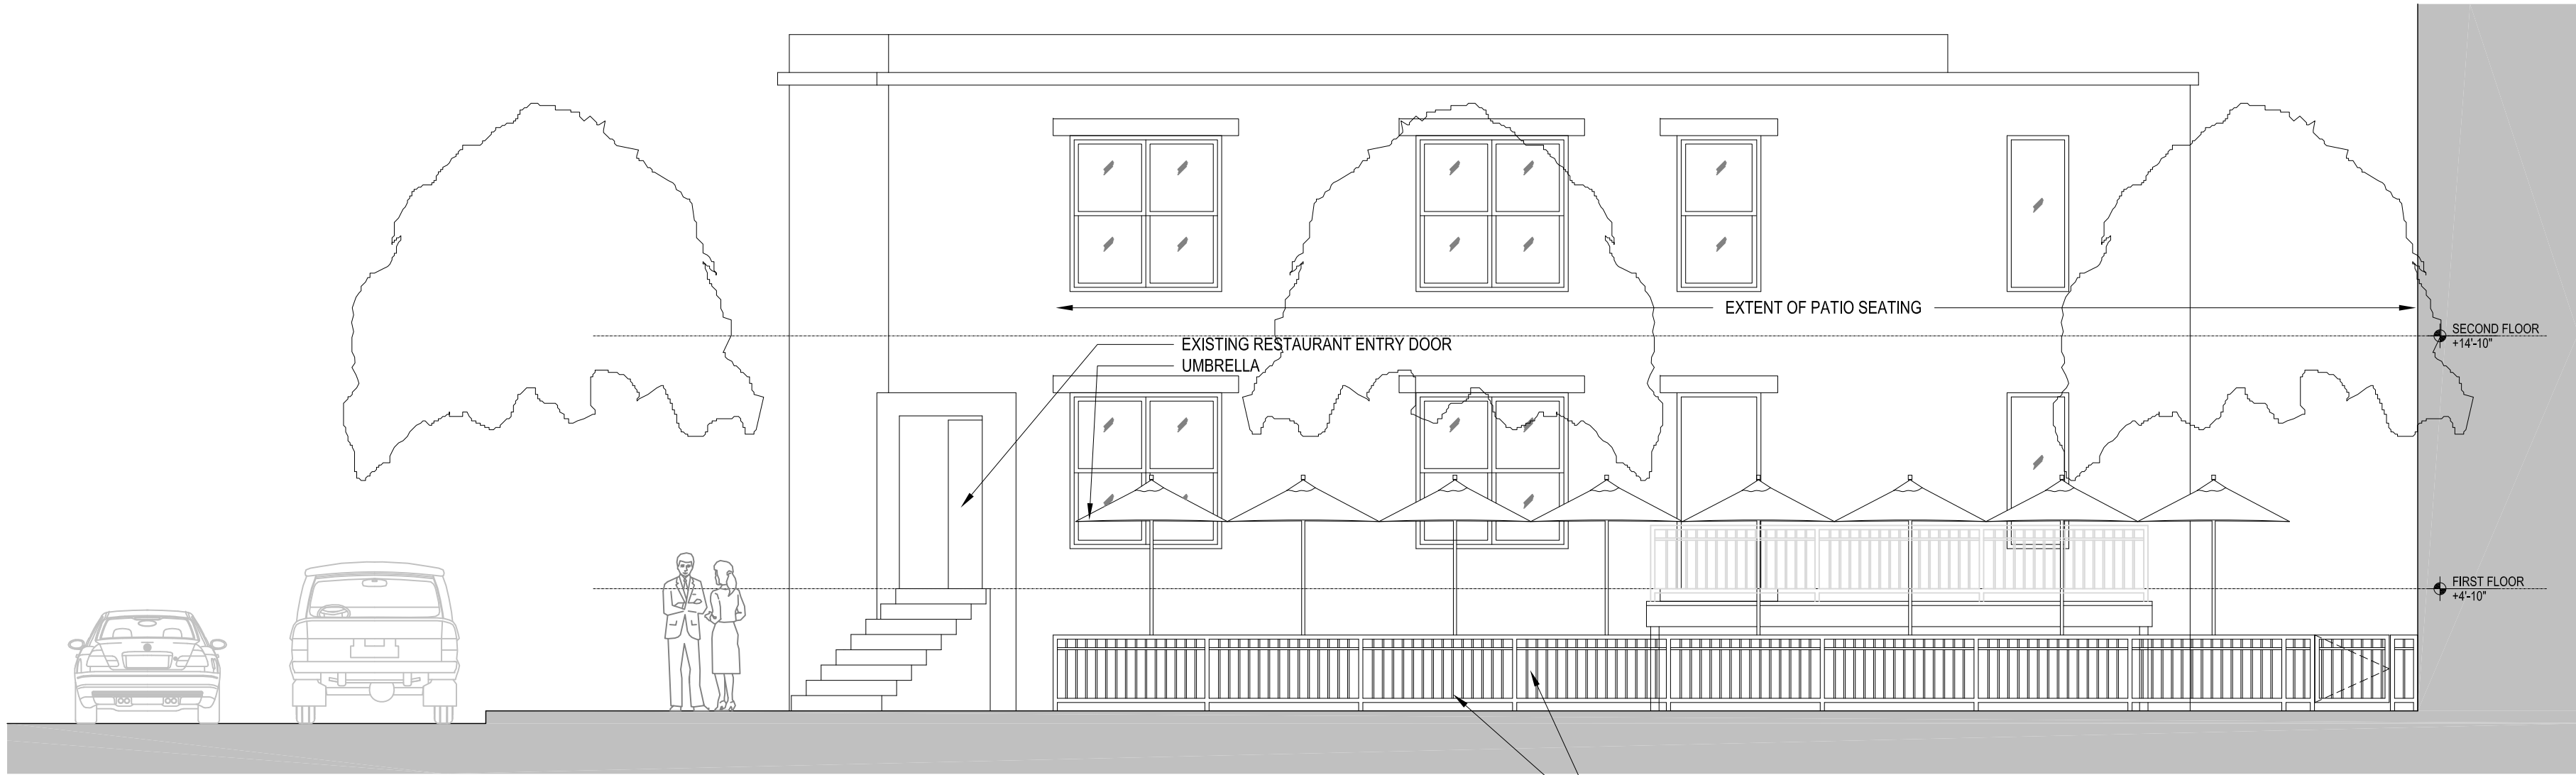 EXTENT OF PATIO SEATING
SECOND FLOOR
+14'-10"
EXISTING RESTAURANT ENTRY DOOR
UMBRELLA
FIRST FLOOR
+4'-10"